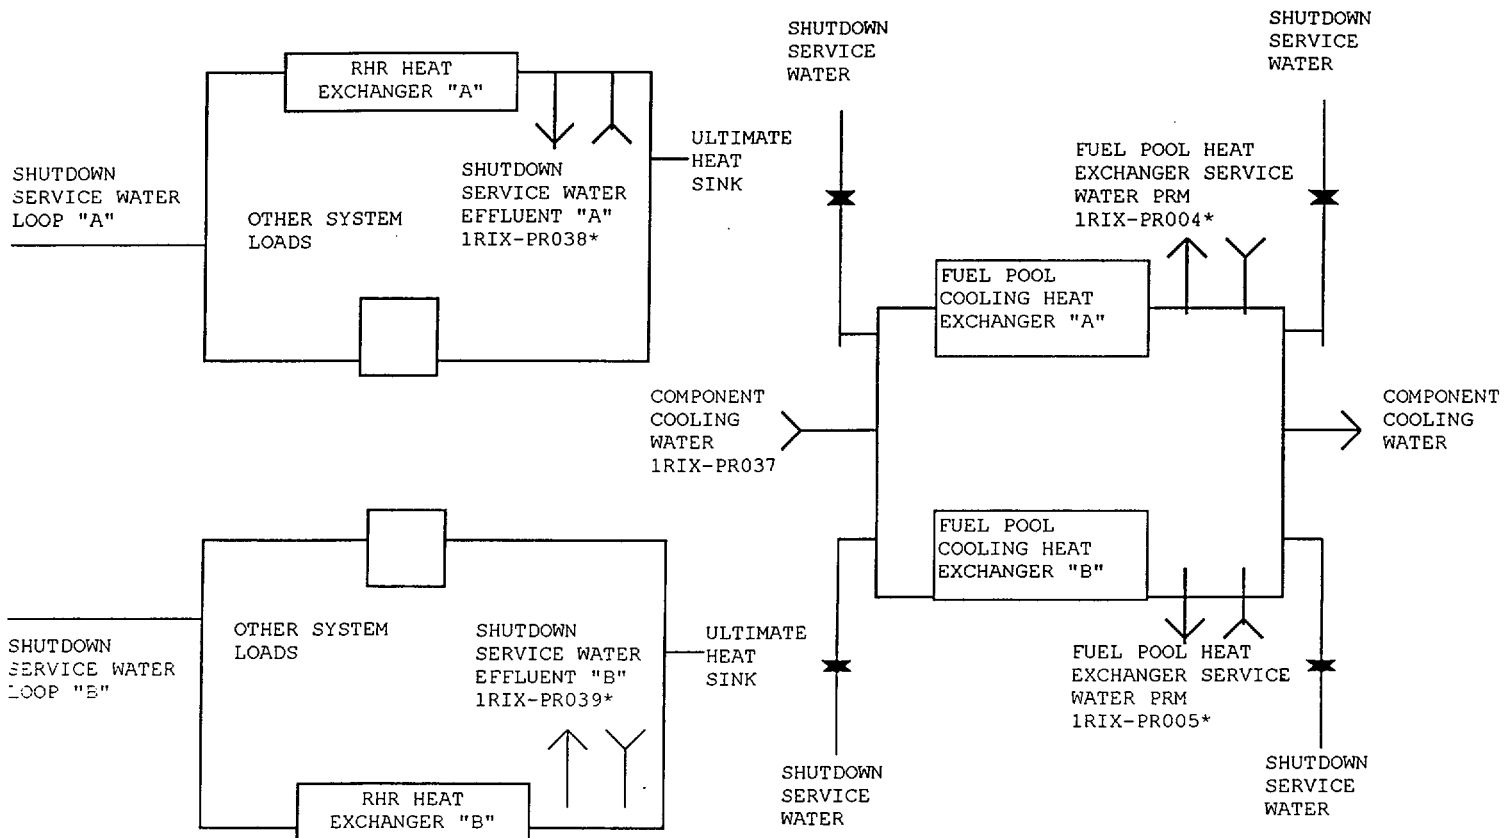 RHR HEAT
EXCHANGER "A"
SHUTDOWN
SERVICE WATER
LOOP "A"
OTHER SYSTEM
LOADS
SHUTDOWN
SERVICE WATER
EFFLUENT "A"
1RIX-PR038*
ULTIMATE
HEAT
SINK
SHUTDOWN
SERVICE WATER
LOOP "B"
OTHER SYSTEM
LOADS
SHUTDOWN
SERVICE WATER
EFFLUENT "B"
1RIX-PR039*
ULTIMATE
HEAT
SINK
RHR HEAT
EXCHANGER "B"
SHUTDOWN
SERVICE
WATER
SHUTDOWN
SERVICE
WATER
FUEL POOL HEAT
EXCHANGER SERVICE
WATER PRM
1RIX-PR004*
FUEL POOL
COOLING HEAT
EXCHANGER "A"
COMPONENT
COOLING
WATER
1RIX-PR037
COMPONENT
COOLING
WATER
FUEL POOL
COOLING HEAT
EXCHANGER "B"
FUEL POOL HEAT
EXCHANGER SERVICE
WATER PRM
1RIX-PR005*
SHUTDOWN
SERVICE
WATER
SHUTDOWN
SERVICE
WATER